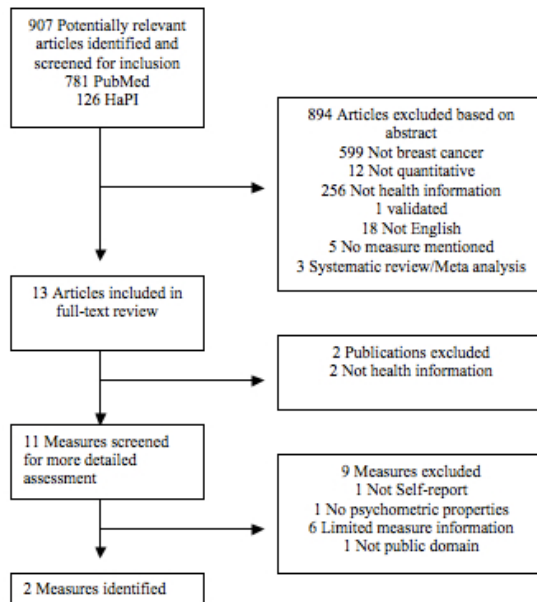 907 Potentially relevant
articles identified and
screened for inclusion
781 PubMed
126 HaPI
894 Articles excluded based on
abstract
599 Not breast cancer
12 Not quantitative
256 Not health information
1 validated
18 Not English
5 No measure mentioned
3 Systematic review/Meta analysis
13 Articles included in
full-text review
2 Publications excluded
2 Not health information
11 Measures screened
for more detailed
assessment
9 Measures excluded
1 Not Self-report
1 No psychometric properties
6 Limited measure information
1 Not public domain
2 Measures identified